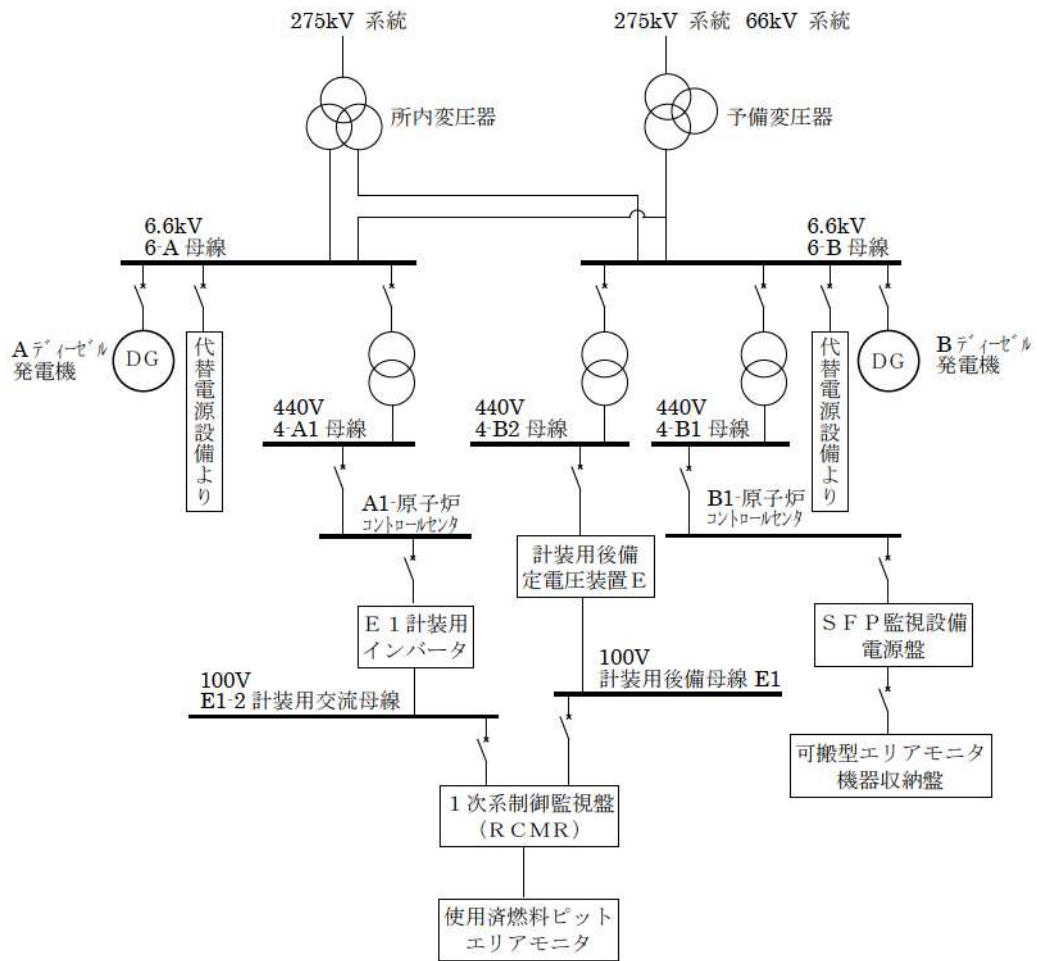 275kV 系統
275kV 系統 66kV 系統
所内変圧器
予備変圧器
6.6kV
6-A 母線
6.6kV
6-B 母線
Aディーゼル
発電機
DG
代替電源設備より
440V
4-A1 母線
440V
4-B2 母線
440V
4-B1 母線
代替電源設備より
DG
Bディーゼル
発電機
A1-原子炉
コントロールセンタ
B1-原子炉
コントロールセンタ
計装用後備
定電圧装置E
E1計装用
インバータ
SFP監視設備
電源盤
100V
E1-2 計装用交流母線
100V
計装用後備母線 E1
可搬型エリアモニタ
機器収納盤
1次系制御監視盤
(RCMR)
使用済燃料ピット
エリアモニタ